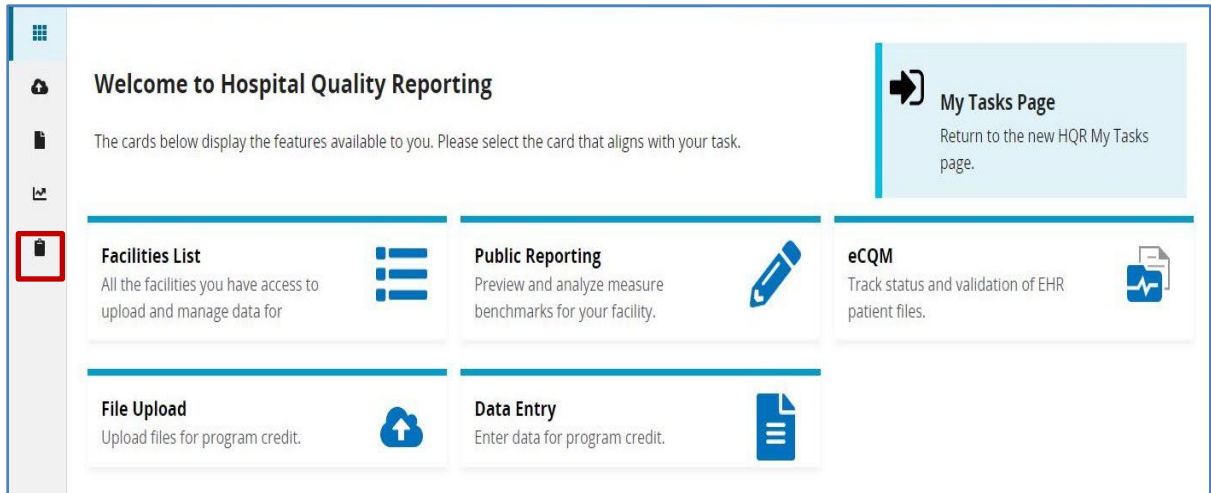 Welcome to Hospital Quality Reporting
The cards below display the features available to you. Please select the card that aligns with your task.
My Tasks Page
Return to the new HQR My Tasks
page.
Facilities List
All the facilities you have access to
upload and manage data for
Public Reporting
Preview and analyze measure
benchmarks for your facility.
eCQM
Track status and validation of EHR
patient files.
File Upload
Upload files for program credit.
Data Entry
Enter data for program credit.